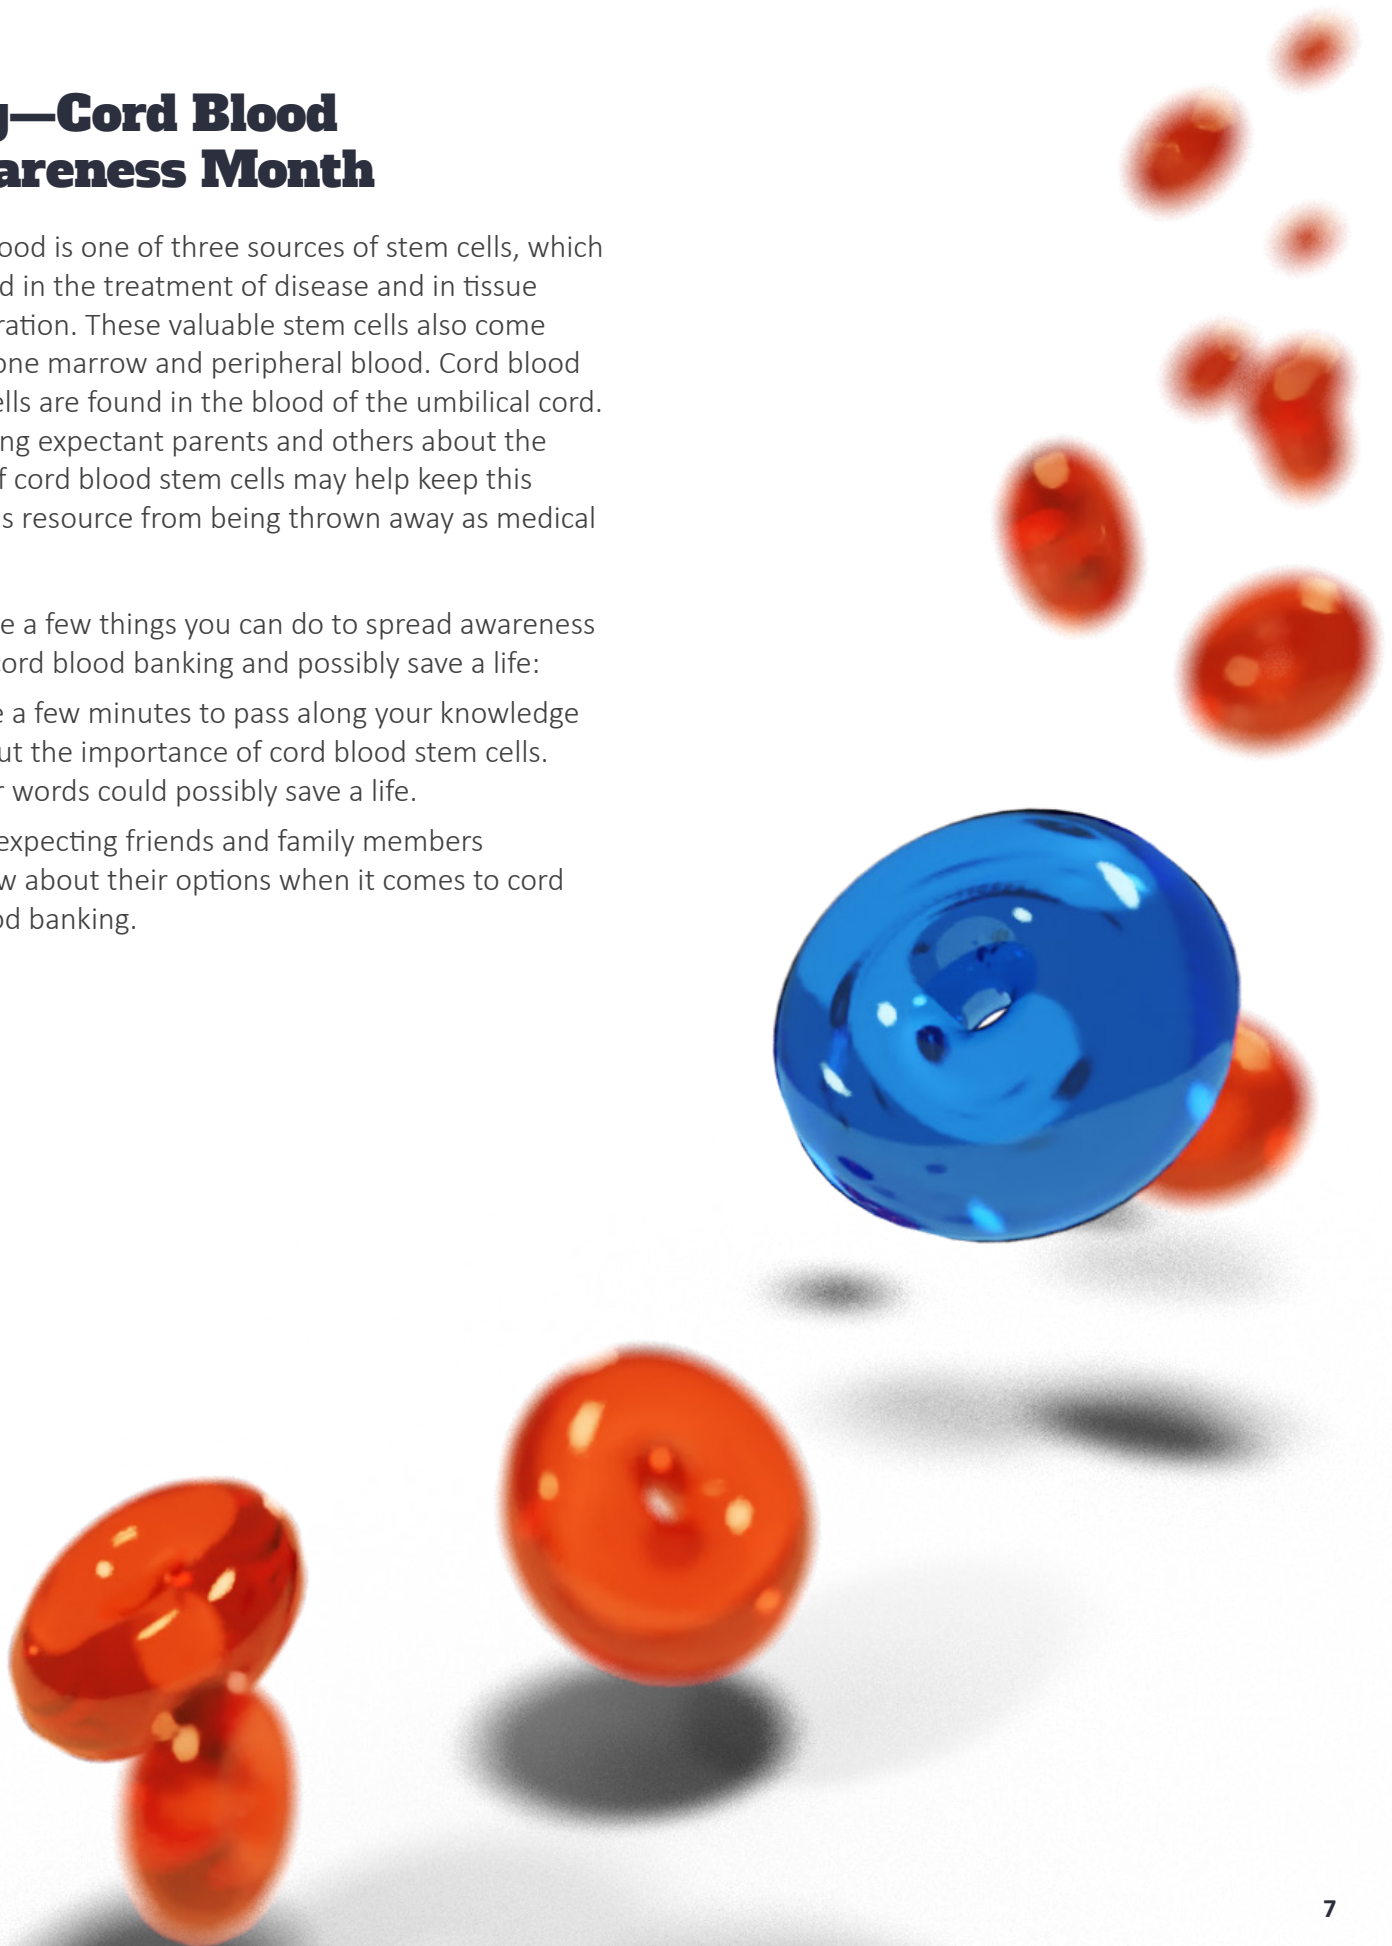 g—Cord Blood
areness Month
ood is one of three sources of stem cells, which
d in the treatment of disease and in tissue
ration. These valuable stem cells also come
one marrow and peripheral blood. Cord blood
ells are found in the blood of the umbilical cord.
ng expectant parents and others about the
f cord blood stem cells may help keep this
s resource from being thrown away as medical
e a few things you can do to spread awareness
cord blood banking and possibly save a life:
e a few minutes to pass along your knowledge
ut the importance of cord blood stem cells.
r words could possibly save a life.
expecting friends and family members
w about their options when it comes to cord
od banking.
7